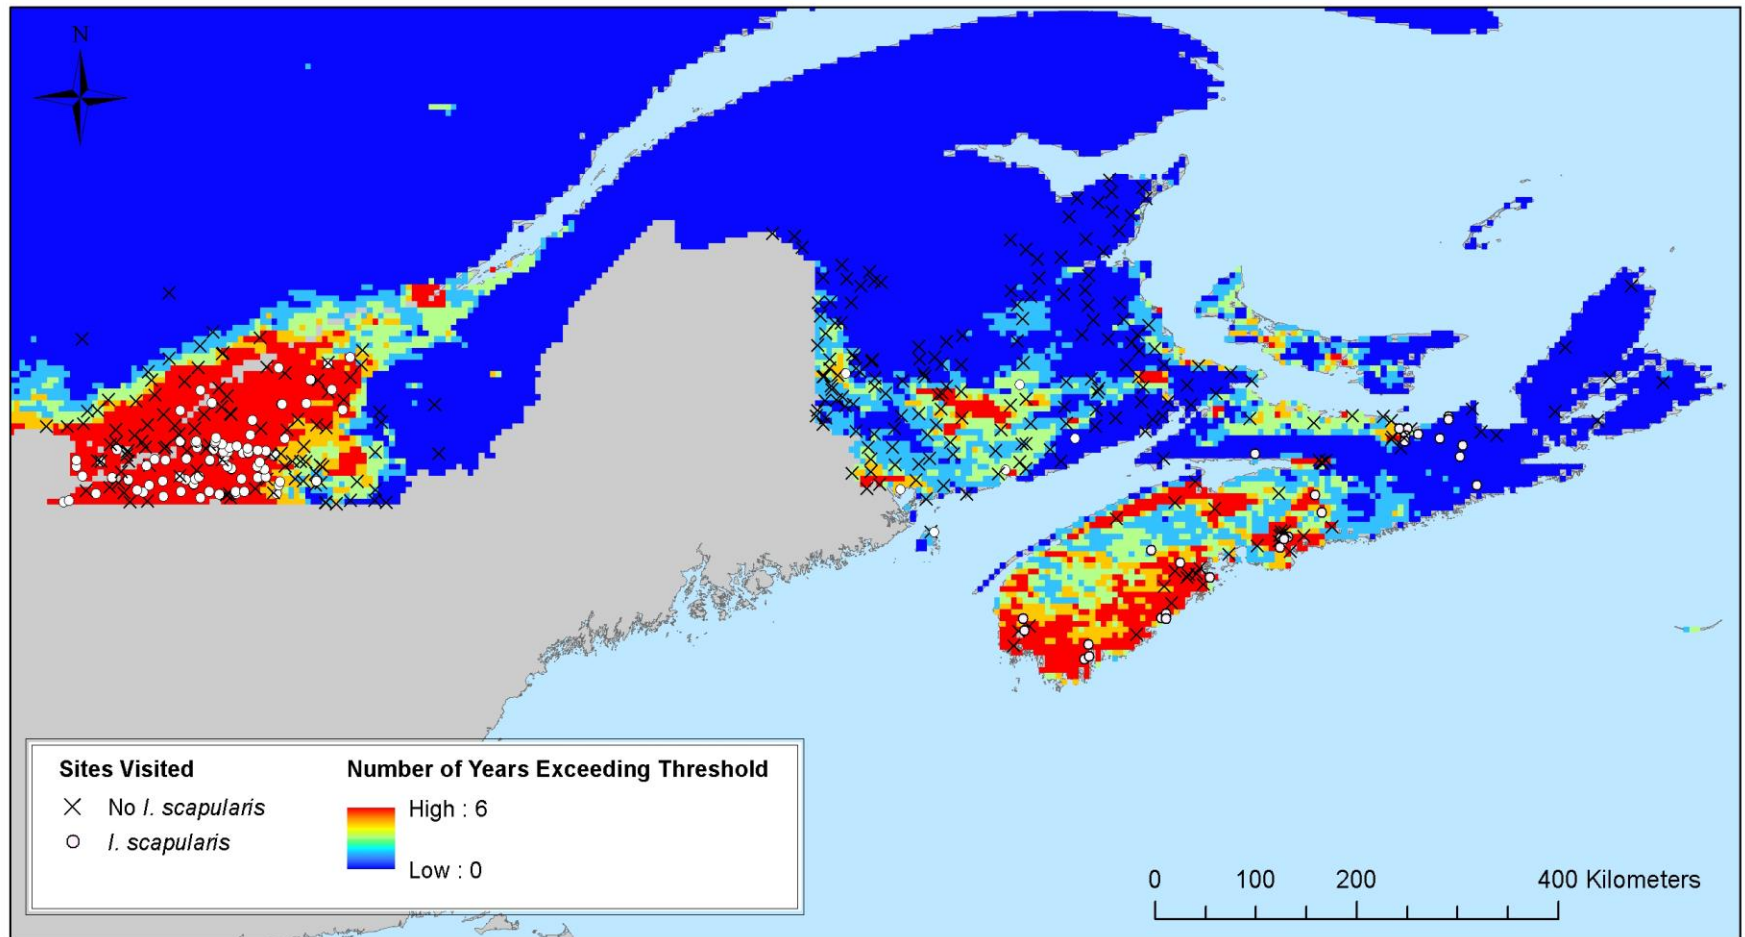 N
Sites Visited
No I. scapularis
I. scapularis
Number of Years Exceeding Threshold
High : 6
Low : 0
0 100 200 400 Kilometers